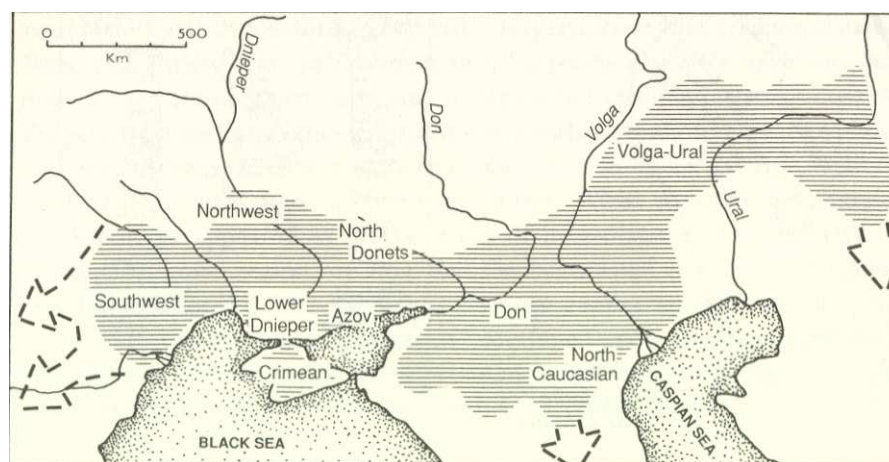 0 500
Km
Dnieper
Don
Volga
Volga-Ural
Ural
Northwest
North
Donets
Southwest
Lower
Dnieper
Azov
Don
Crimean
North
Caucasian
CASPIAN SEA
BLACK SEA